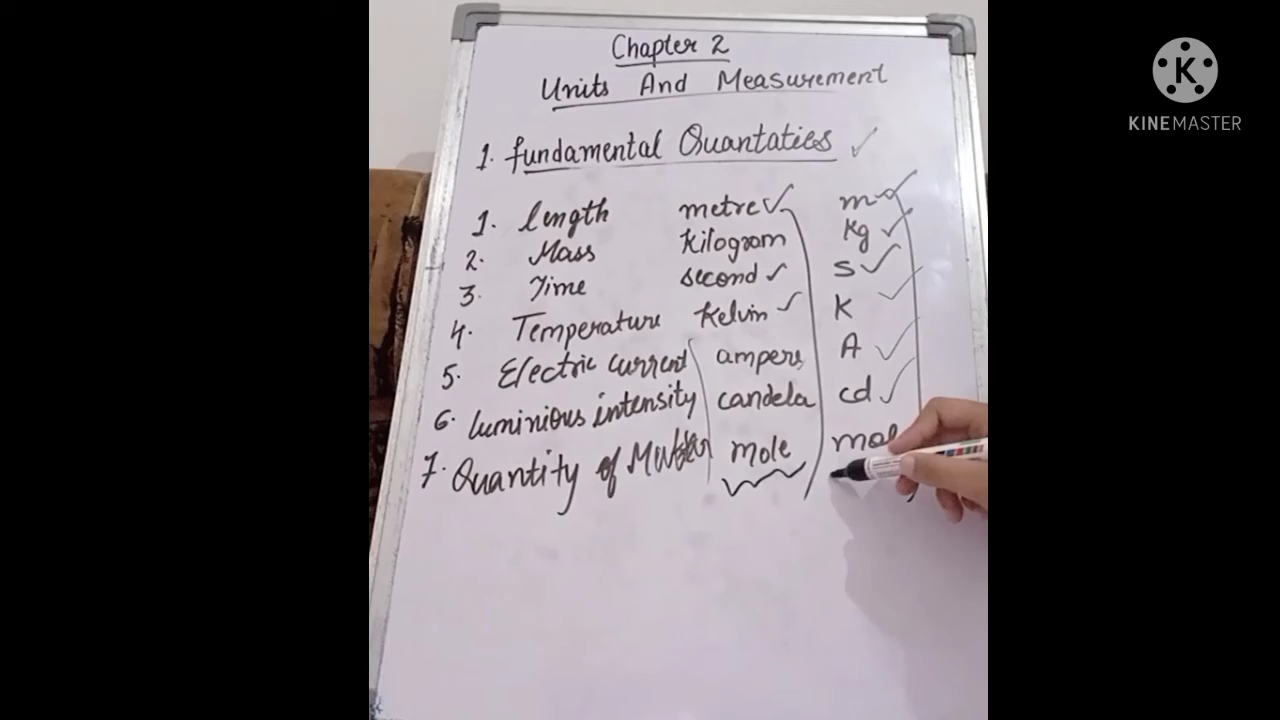 Chapter 2
Units And Measurement
1. fundamental Quantaties
1. length metre m
2. Mass kilogram kg
3. Time second s
4. Temperature Kelvin K
5. Electric current ampere A
6. luminious intensity candela cd
7. Quantity of mole mol
K
KINEMASTER